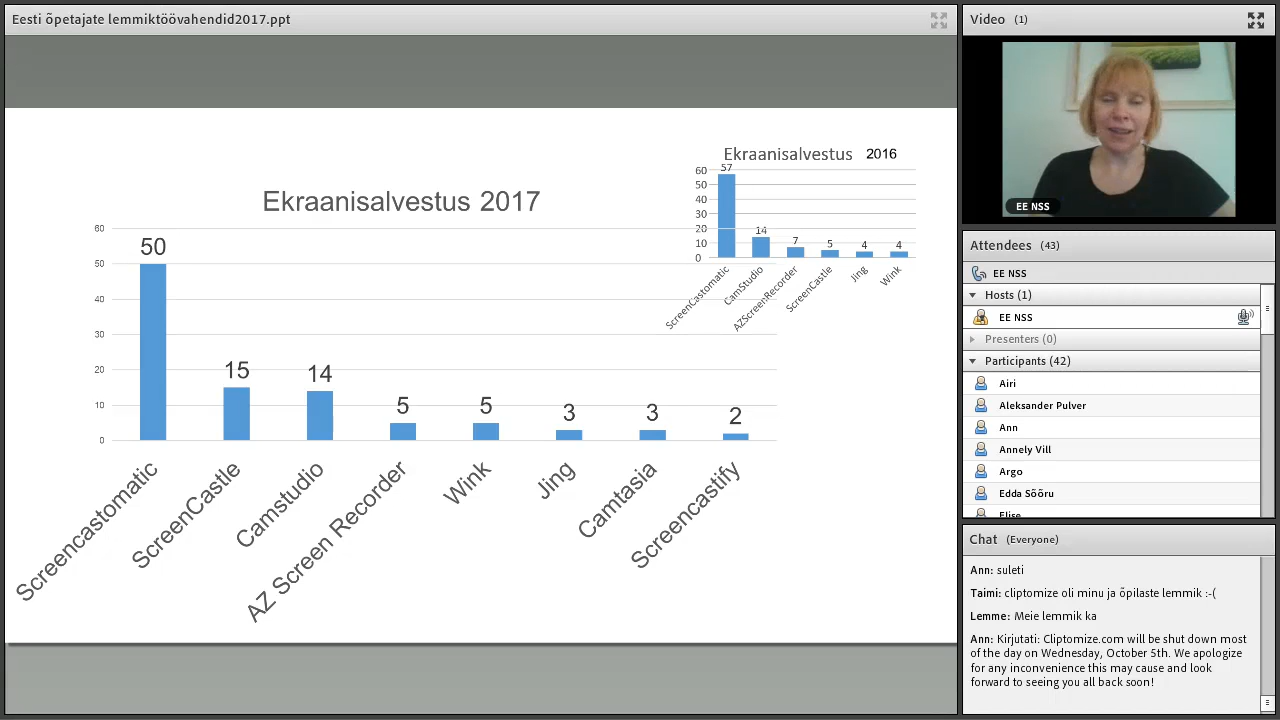 Eesti õpetajate lemmiktöövahendid2017.ppt
Ekraanisalvestus 2017
60
50
40
30
20
10
0
50
15
14
5
5
3
3
2
Screencastomatic
ScreenCastle
Camstudio
AZ Screen Recorder
Wink
Jing
Camtasia
Screencastify
Ekraanisalvestus 2016
60
50
40
30
20
10
0
57
14
7
5
4
4
ScreenCastomatic
CamStudio
AZScreenRecorder
ScreenCastle
Jing
Wink
Video (1)
EE NSS
Attendees (43)
EE NSS
Hosts (1)
EE NSS
Presenters (0)
Participants (42)
Airi
Aleksander Pulver
Ann
Annely Vill
Argo
Edda Sõõru
Elise
Chat (Everyone)
Ann: suleti
Taimi: cliptomize oli minu ja õpilaste lemmik :-(
Lemme: Meie lemmik ka
Ann: Kirjutati: Cliptomize.com will be shut down most
of the day on Wednesday, October 5th. We apologize
for any inconvenience this may cause and look
forward to seeing you all back soon!